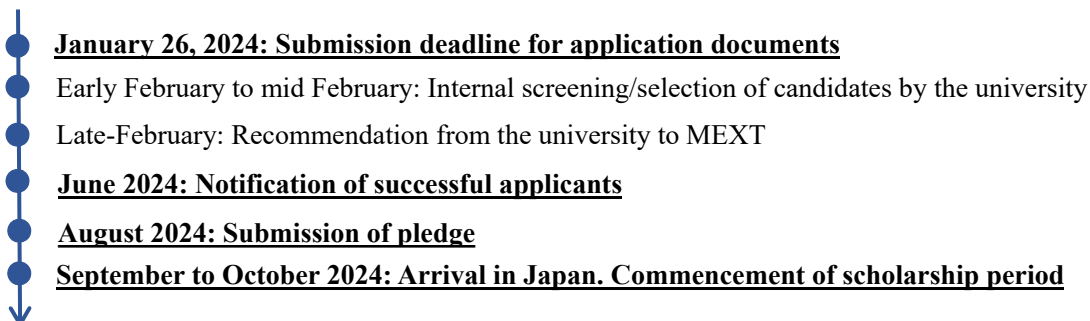 January 26, 2024: Submission deadline for application documents
Early February to mid February: Internal screening/selection of candidates by the university
Late-February: Recommendation from the university to MEXT
June 2024: Notification of successful applicants
August 2024: Submission of pledge
September to October 2024: Arrival in Japan. Commencement of scholarship period